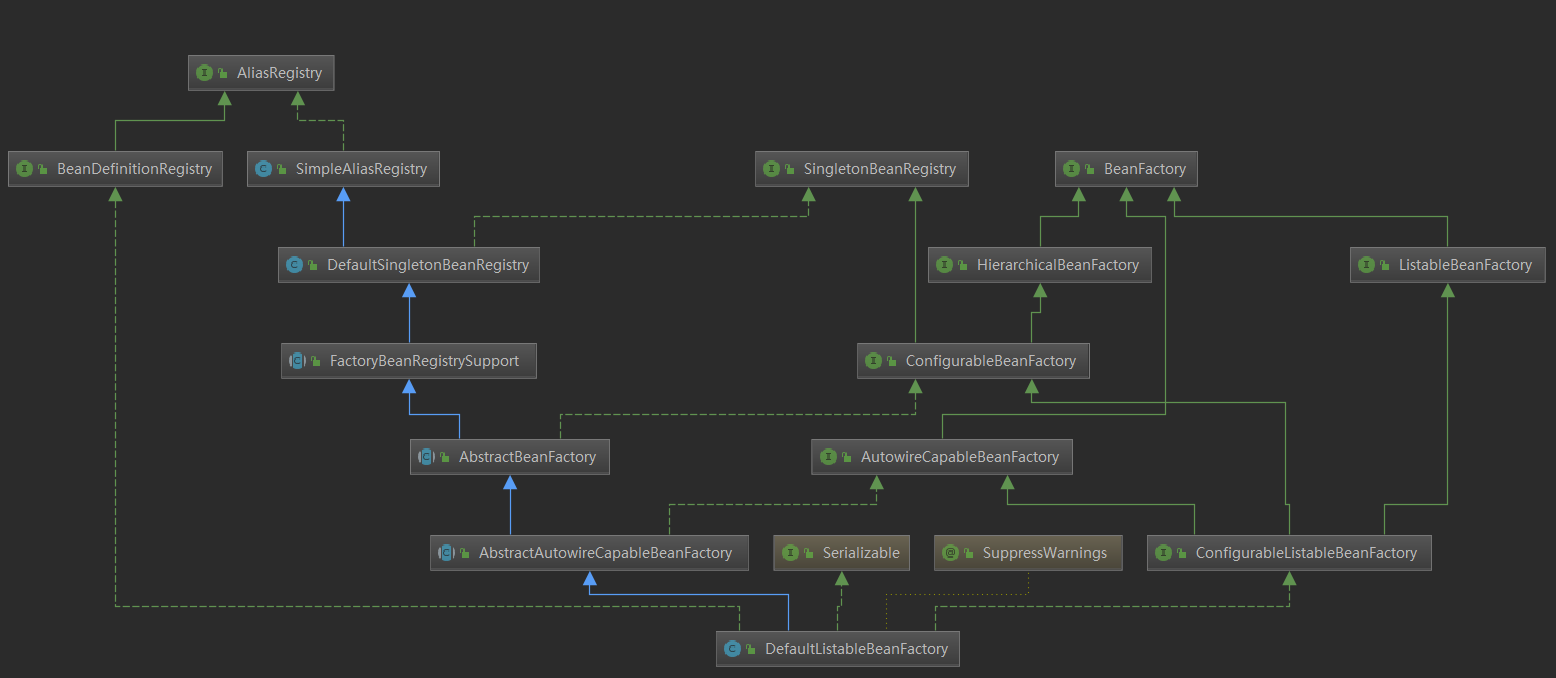 AliasRegistry
BeanDefinitionRegistry
SimpleAliasRegistry
SingletonBeanRegistry
BeanFactory
DefaultSingletonBeanRegistry
HierarchicalBeanFactory
ListableBeanFactory
FactoryBeanRegistrySupport
ConfigurableBeanFactory
AbstractBeanFactory
AutowireCapableBeanFactory
AbstractAutowireCapableBeanFactory
Serializable
SuppressWarnings
ConfigurableListableBeanFactory
DefaultListableBeanFactory